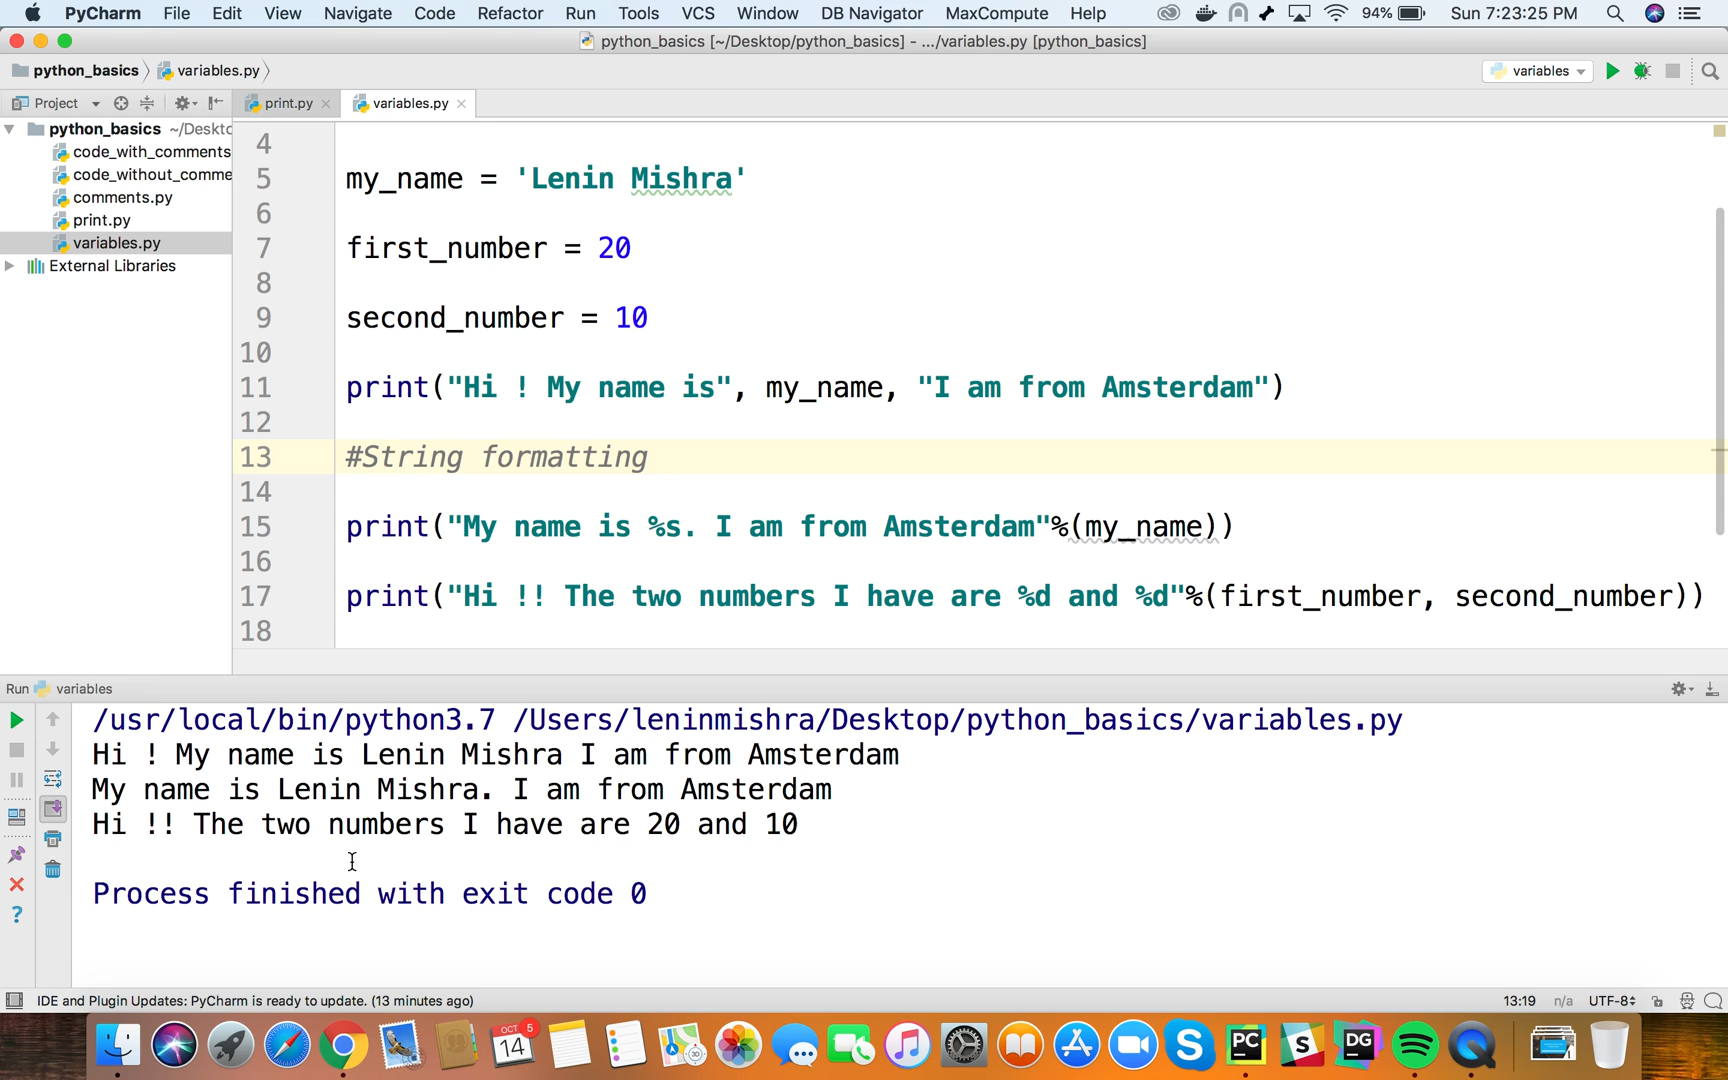 PyCharm File Edit View Navigate Code Refactor Run Tools VCS Window DB Navigator MaxCompute Help 94% Sun 7:23:25 PM
python_basics [~/Desktop/python_basics] - .../variables.py [python_basics]
python_basics variables.py variables
Project print.py variables.py
python_basics ~/Deskto
code_with_comments
code_without_comme
comments.py
print.py
variables.py
External Libraries
4
5 my_name = 'Lenin Mishra'
6
7 first_number = 20
8
9 second_number = 10
10
11 print("Hi ! My name is", my_name, "I am from Amsterdam")
12
13 #String formatting
14
15 print("My name is %s. I am from Amsterdam"%(my_name))
16
17 print("Hi !! The two numbers I have are %d and %d"%(first_number, second_number))
18
Run variables
/usr/local/bin/python3.7 /Users/leninmishra/Desktop/python_basics/variables.py
Hi ! My name is Lenin Mishra I am from Amsterdam
My name is Lenin Mishra. I am from Amsterdam
Hi !! The two numbers I have are 20 and 10
Process finished with exit code 0
IDE and Plugin Updates: PyCharm is ready to update. (13 minutes ago) 13:19 n/a UTF-8
OCT 5
14
PC
DG